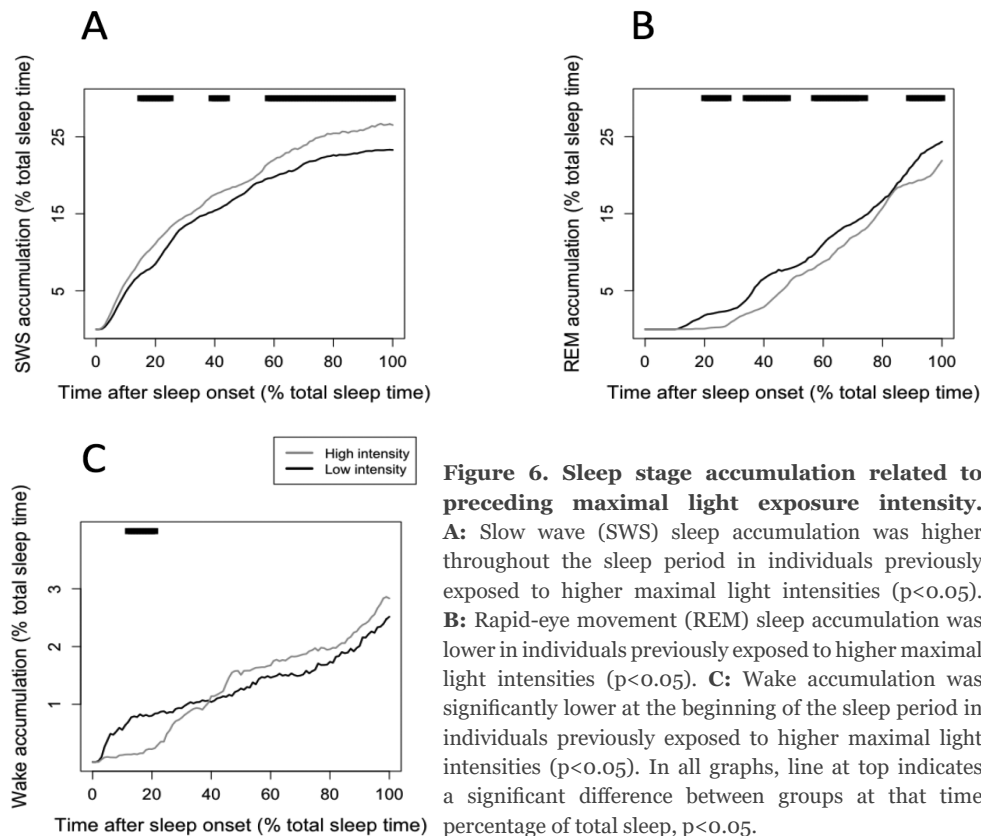 A
SWS accumulation (% total sleep time)
25
15
5
0 20 40 60 80 100
Time after sleep onset (% total sleep time)
B
REM accumulation (% total sleep time)
25
15
5
0 20 40 60 80 100
Time after sleep onset (% total sleep time)
C
High intensity
Low intensity
Wake accumulation (% total sleep time)
3
2
1
0 20 40 60 80 100
Time after sleep onset (% total sleep time)
Figure 6. Sleep stage accumulation related to
preceding maximal light exposure intensity.
A: Slow wave (SWS) sleep accumulation was higher
throughout the sleep period in individuals previously
exposed to higher maximal light intensities (p<0.05).
B: Rapid-eye movement (REM) sleep accumulation was
lower in individuals previously exposed to higher maximal
light intensities (p<0.05). C: Wake accumulation was
significantly lower at the beginning of the sleep period in
individuals previously exposed to higher maximal light
intensities (p<0.05). In all graphs, line at top indicates
a significant difference between groups at that time
percentage of total sleep, p<0.05.